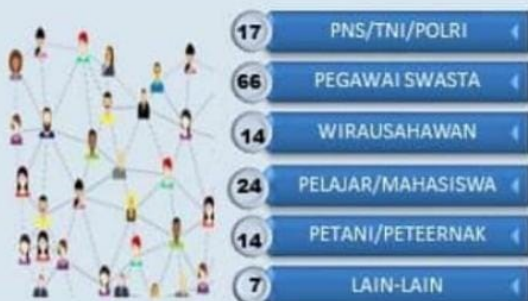 17 PNS/TNI/POLRI
66 PEGAWAI SWASTA
14 WIRAUSAHAWAN
24 PELAJAR/MAHASISWA
14 PETANI/PETEERNAK
7 LAIN-LAIN